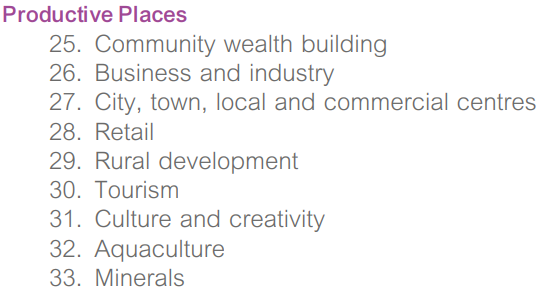 Productive Places
25. Community wealth building
26. Business and industry
27. City, town, local and commercial centres
28. Retail
29. Rural development
30. Tourism
31. Culture and creativity
32. Aquaculture
33. Minerals